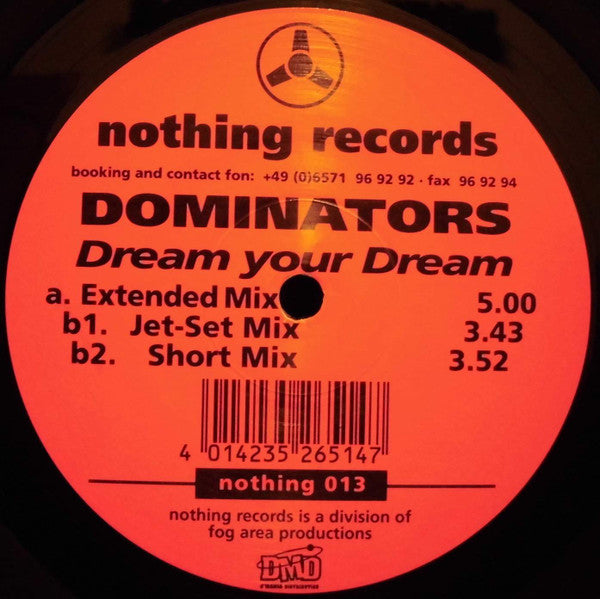 nothing records
booking and contact fon: +49 (0)6571 96 92 92 · fax 96 92 94
DOMINATORS
Dream your Dream
a. Extended Mix 5.00
b1. Jet-Set Mix 3.43
b2. Short Mix 3.52
4 014235 265147
nothing 013
nothing records is a division of
fog area productions
DMD